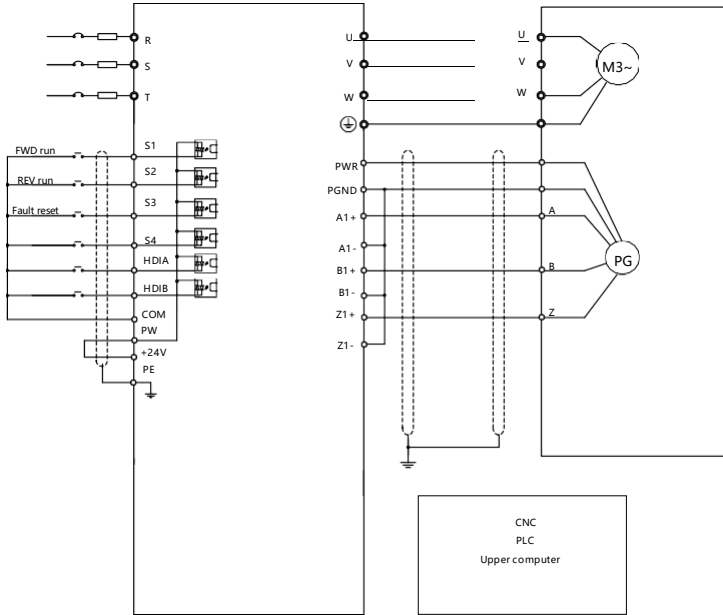 R
S
T
U
V
W
U
V
W
M3~
FWD run
REV run
Fault reset
S1
S2
S3
S4
HDIA
HDIB
COM
PW
+24V
PE
PWR
PGND
A1+
A1-
B1+
B1-
Z1+
Z1-
A
B
Z
PG
CNC
PLC
Upper computer